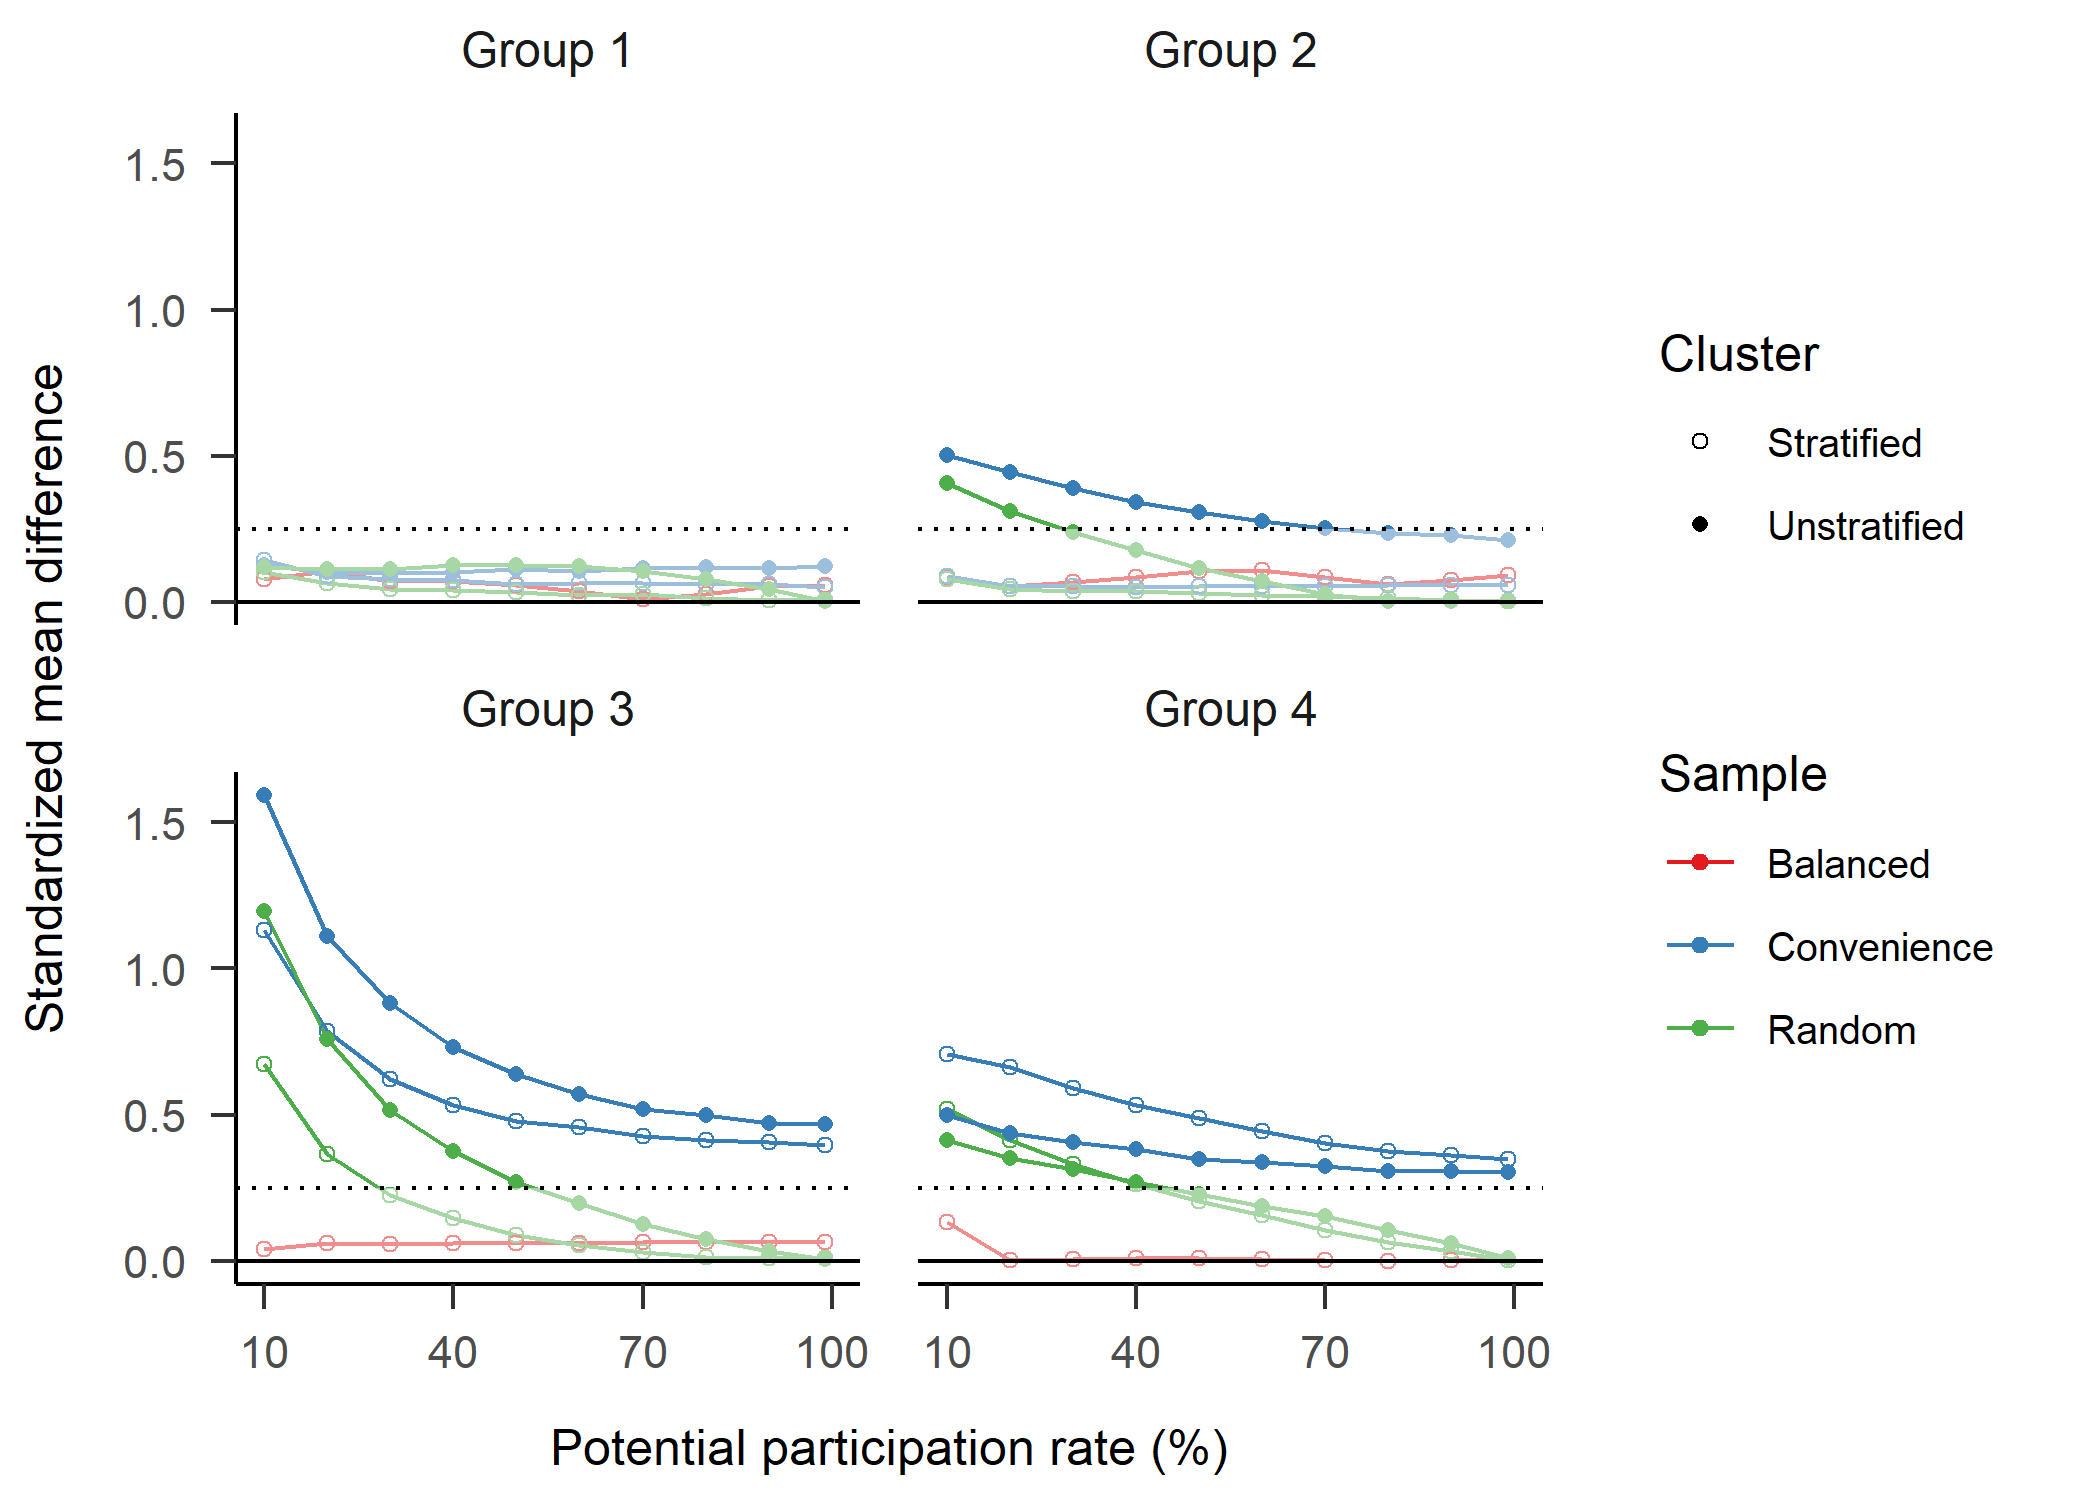 Group 1
Group 2
1.5
1.0
0.5
0.0
Group 3
Group 4
1.5
1.0
0.5
0.0
10
40
70
100
10
40
70
100
Standardized mean difference
Potential participation rate (%)
Cluster
Stratified
Unstratified
Sample
Balanced
Convenience
Random